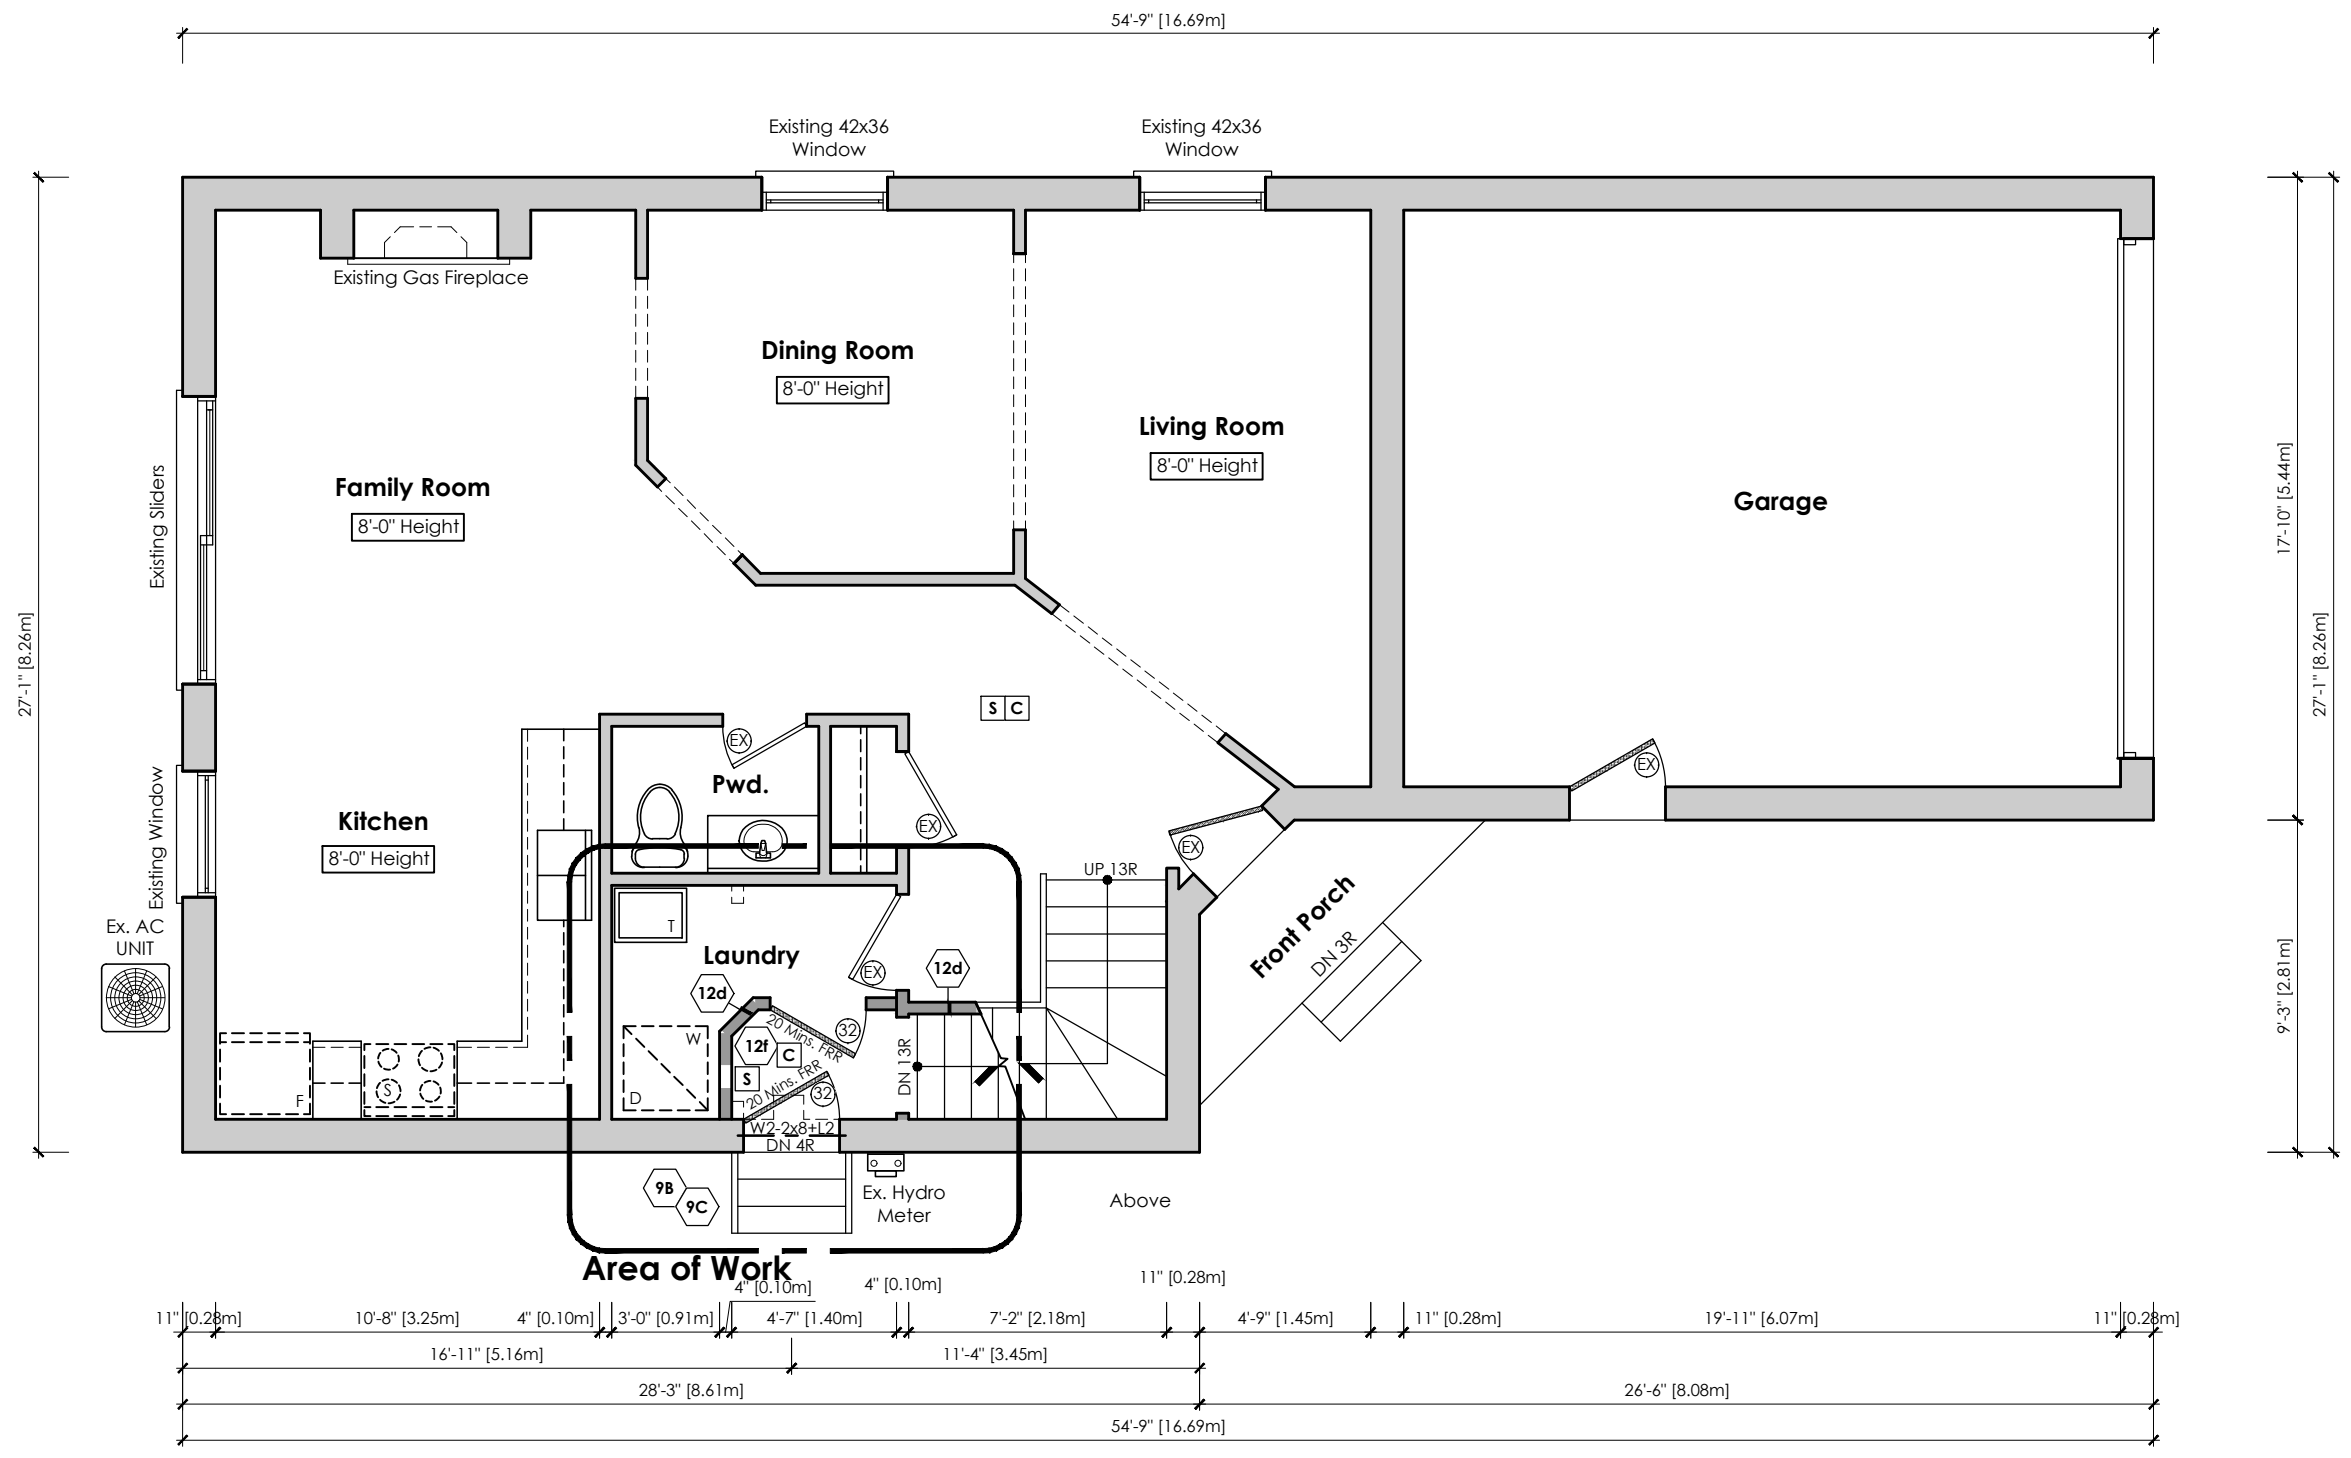 54'-9" [16.69m]
Existing 42x36
Window
Existing 42x36
Window
Existing Gas Fireplace
Dining Room
8'-0" Height
Living Room
8'-0" Height
Family Room
8'-0" Height
Garage
Existing Sliders
17'-10" [5.44m]
27'-1" [8.26m]
27'-1" [8.26m]
S C
EX
Pwd.
EX
EX
EX
Kitchen
8'-0" Height
Existing Window
UP 13R
Ex. AC
UNIT
T
Laundry
EX
12d
12d
Front Porch
DN 3R
9'-3" [2.81m]
20 Mins. FRR
32
W
12f
C
S
20 Mins. FRR
32
DN 13R
D
F
S
W2-2x8+L2
DN 4R
9B
9C
Ex. Hydro
Meter
Above
Area of Work
4" [0.10m]
4" [0.10m]
11" [0.28m]
11" [0.28m]
10'-8" [3.25m]
4" [0.10m]
3'-0" [0.91m]
4'-7" [1.40m]
7'-2" [2.18m]
4'-9" [1.45m]
11" [0.28m]
19'-11" [6.07m]
11" [0.28m]
16'-11" [5.16m]
11'-4" [3.45m]
28'-3" [8.61m]
26'-6" [8.08m]
54'-9" [16.69m]